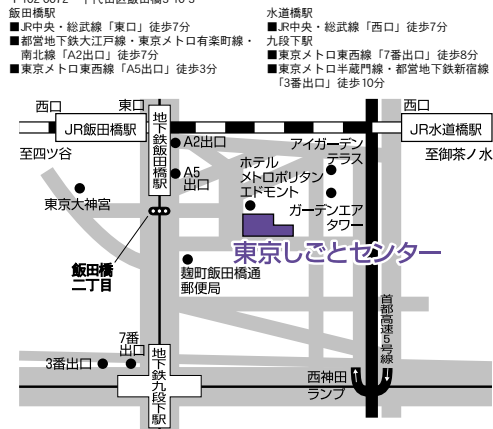 〒102-0072 千代田区飯田橋3-10-3
飯田橋駅
■JR中央・総武線「東口」徒歩7分
■都営地下鉄大江戸線・東京メトロ有楽町線・
南北線「A2出口」徒歩7分
■東京メトロ東西線「A5出口」徒歩3分
水道橋駅
■JR中央・総武線「西口」徒歩7分
九段下駅
■東京メトロ東西線「7番出口」徒歩8分
■東京メトロ半蔵門線・都営地下鉄新宿線
「3番出口」徒歩10分
西口
東口
西口
JR飯田橋駅
地下鉄飯田橋駅
JR水道橋駅
至四ツ谷
A2出口
アイガーデン
テラス
至御茶ノ水
A5
出口
ホテル
メトロポリタン
エドモント
東京大神宮
ガーデンエア
タワー
東京しごとセンター
飯田橋
二丁目
麹町飯田橋通
郵便局
首都高速5号線
7番
出口
3番出口
地下鉄九段下駅
西神田
ランプ